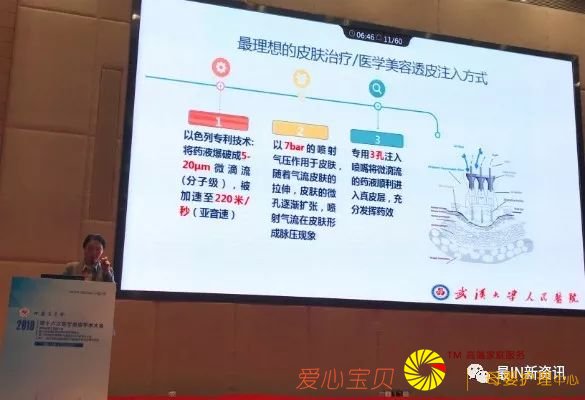 06:46 11/60
最理想的皮肤治疗/医学美容透皮注入方式
1
以色列专利技术:
将药液爆破成5-
20μm微滴流
(分子级),被
加速至220米/
秒(亚音速)
2
以7bar的喷射
气压作用于皮肤,
随着气流皮肤的
拉伸,皮肤的微
孔逐渐扩张,喷
射气流在皮肤形
成脉压现象
3
专用3孔注入
喷嘴将微滴流
的药液顺利进
入真皮层,充
分发挥药效
武汉大学人民医院
2018
TM 高端家庭服务
爱心宝贝
母婴护理中心
最IN新资讯